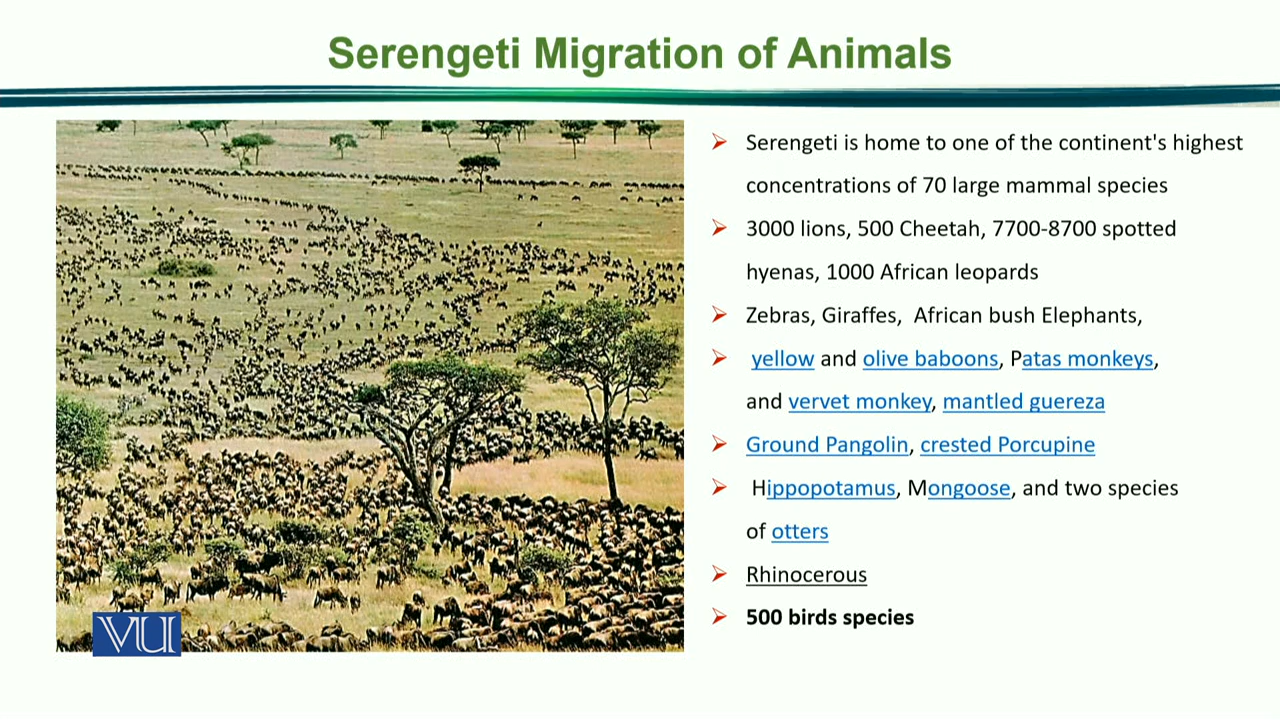 Serengeti Migration of Animals
Serengeti is home to one of the continent's highest
concentrations of 70 large mammal species
3000 lions, 500 Cheetah, 7700-8700 spotted
hyenas, 1000 African leopards
Zebras, Giraffes, African bush Elephants,
yellow and olive baboons, Patas monkeys,
and vervet monkey, mantled guereza
Ground Pangolin, crested Porcupine
Hippopotamus, Mongoose, and two species
of otters
Rhinocerous
500 birds species
VU